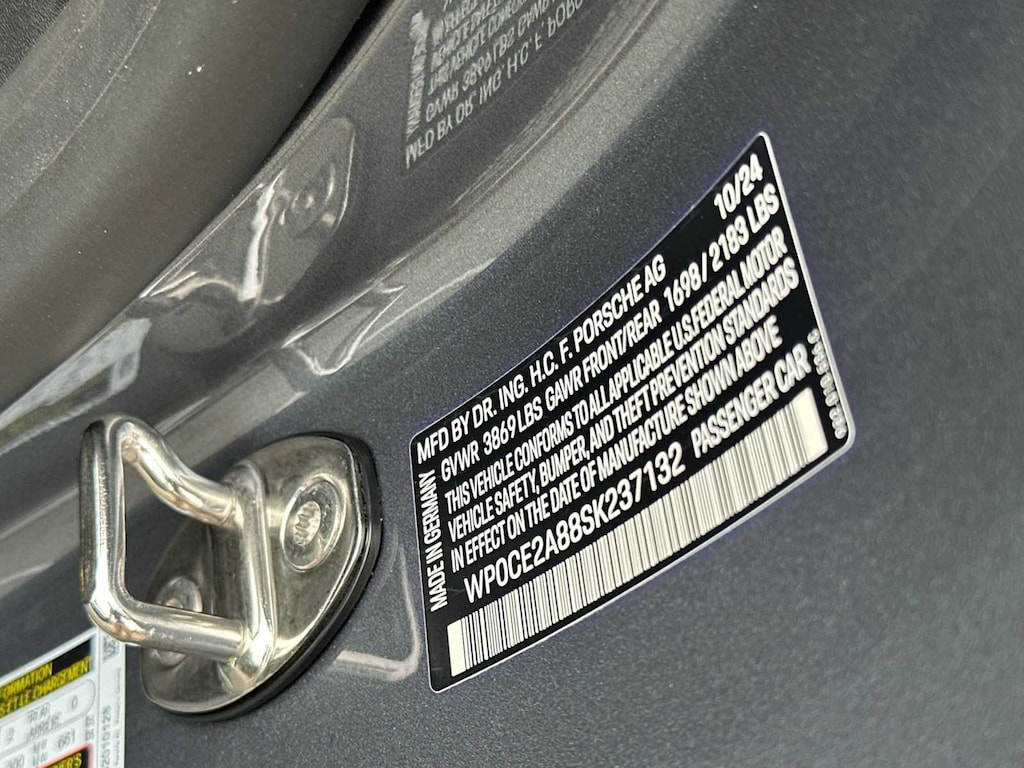 MADE IN GERMANY
MFD BY DR. ING. H.C. F. PORSCHE AG 10/24
GVWR 3869 LBS GAWR FRONT/REAR 1698 / 2183 LBS
THIS VEHICLE CONFORMS TO ALL APPLICABLE U.S. FEDERAL MOTOR
VEHICLE SAFETY, BUMPER, AND THEFT PREVENTION STANDARDS
IN EFFECT ON THE DATE OF MANUFACTURE SHOWN ABOVE
WP0CE2A88SK237132 PASSENGER CAR